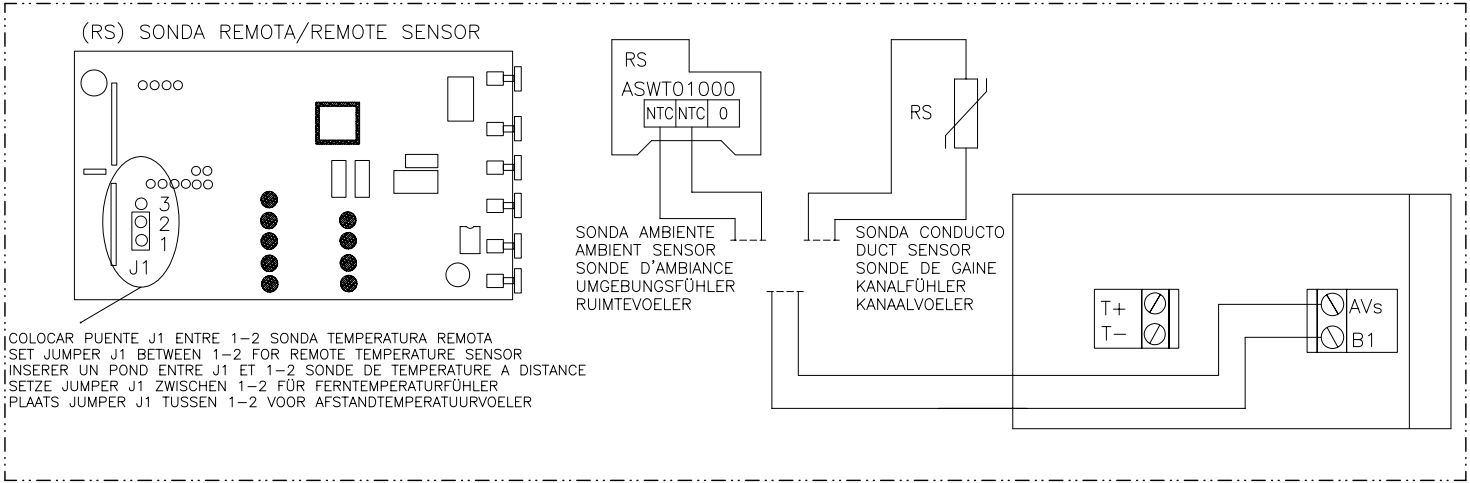 (RS) SONDA REMOTA/REMOTE SENSOR
3
2
1
J1
COLOCAR PUENTE J1 ENTRE 1-2 SONDA TEMPERATURA REMOTA
SET JUMPER J1 BETWEEN 1-2 FOR REMOTE TEMPERATURE SENSOR
INSERER UN POND ENTRE J1 ET 1-2 SONDE DE TEMPERATURE A DISTANCE
SETZE JUMPER J1 ZWISCHEN 1-2 FÜR FERNTEMPERATURFÜHLER
PLAATS JUMPER J1 TUSSEN 1-2 VOOR AFSTANDTEMPERATUURVOELER
RS
ASWT01000
NTC NTC 0
RS
SONDA AMBIENTE
AMBIENT SENSOR
SONDE D'AMBIANCE
UMGEBUNGSFÜHLER
RUIMTEVOELER
SONDA CONDUCTO
DUCT SENSOR
SONDE DE GAINE
KANALFÜHLER
KANAALVOELER
T+
T-
AVs
B1